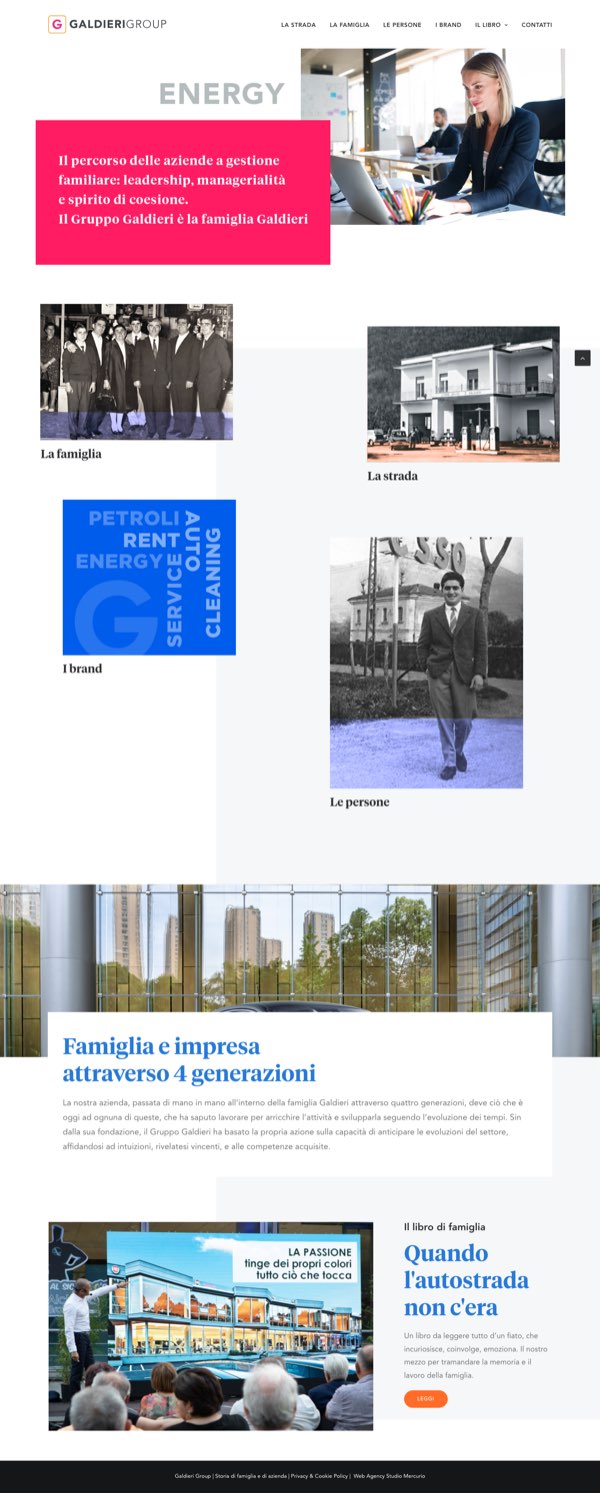 G GALDIERIGROUP
LA STRADA LA FAMIGLIA LE PERSONE I BRAND IL LIBRO CONTATTI
ENERGY
Il percorso delle aziende a gestione
familiare: leadership, managerialità
e spirito di coesione.
Il Gruppo Galdieri è la famiglia Galdieri
La famiglia
La strada
PETROLI
RENT
ENERGY
AUTO
SERVICE
CLEANING
G
I brand
ESSO
Le persone
Famiglia e impresa
attraverso 4 generazioni
La nostra azienda, passata di mano in mano all'interno della famiglia Galdieri attraverso quattro generazioni, deve ciò che è
oggi ad ognuna di queste, che ha saputo lavorare per arricchire l'attività e svilupparla seguendo l'evoluzione dei tempi. Sin
dalla sua fondazione, il Gruppo Galdieri ha basato la propria azione sulla capacità di anticipare le evoluzioni del settore,
affidandosi ad intuizioni, rivelatesi vincenti, e alle competenze acquisite.
LA PASSIONE
tinge dei propri colori
tutto ciò che tocca
AL SIC
Il libro di famiglia
Quando
l'autostrada
non c'era
Un libro da leggere tutto d'un fiato, che
incuriosisce, coinvolge, emoziona. Il nostro
mezzo per tramandare la memoria e il
lavoro della famiglia.
LEGGI
Galdieri Group | Storia di famiglia e di azienda | Privacy & Cookie Policy | Web Agency Studio Mercurio